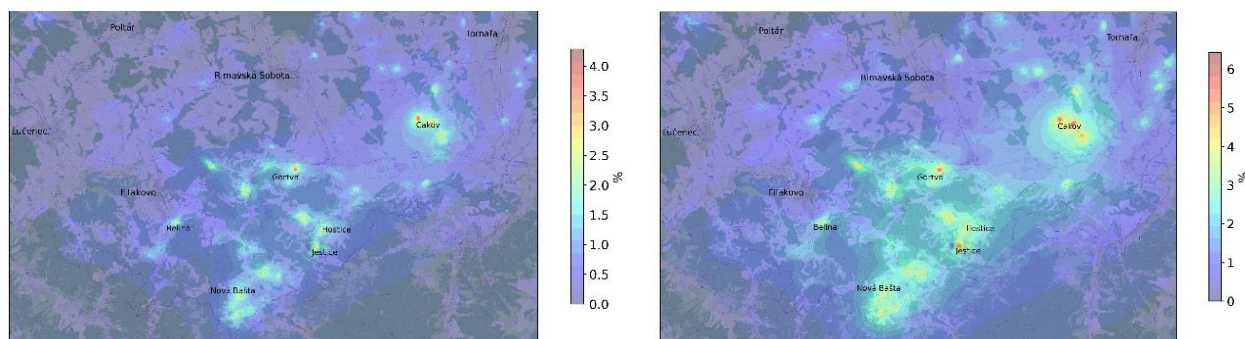 Poltár
Tornaľa
Rimavská Sobota
Čakov
Lučenec
Gortva
Fiľakovo
Belina
Hostice
Jestice
Nová Bašta
4.0
3.5
3.0
2.5
2.0
1.5
1.0
0.5
0.0
%
Poltár
Tornaľa
Rimavská Sobota
Čakov
Lučenec
Gortva
Fiľakovo
Belina
Hostice
Jestice
Nová Bašta
6
5
4
3
2
1
0
%